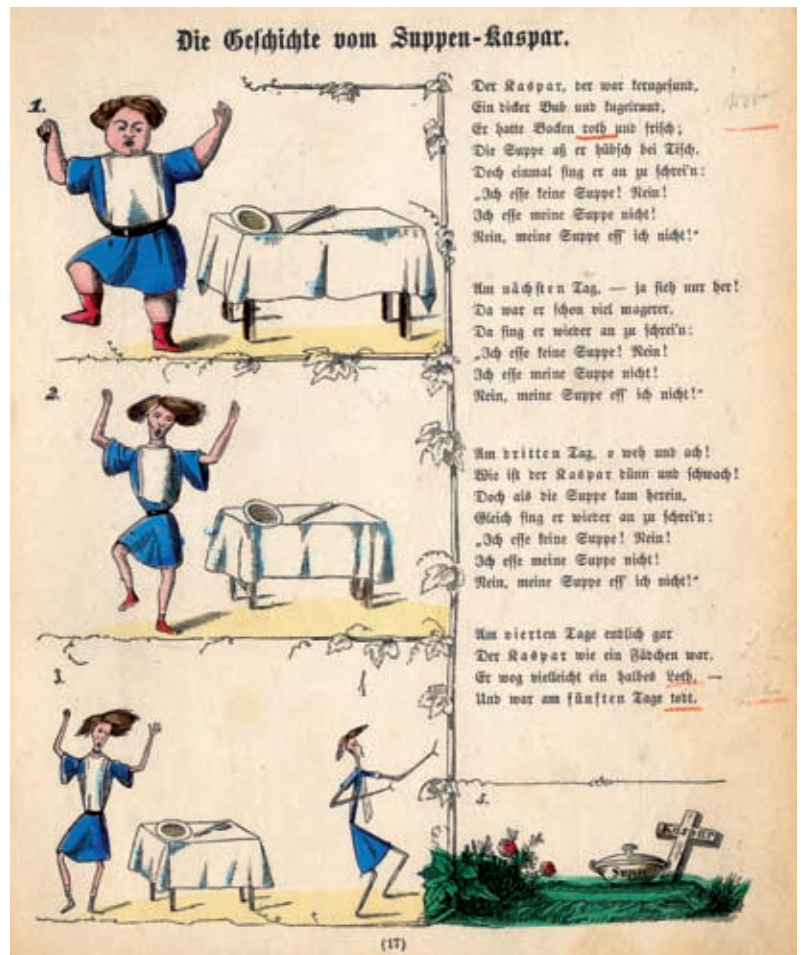 Die Geschichte vom Suppen-Kaspar.
1.
2.
3.
Der Kaspar, der war kerngesund,
Ein dicker Bub und kugelrund,
Er hatte Backen roth und frisch;
Die Suppe aß er hübsch bei Tisch.
Doch einmal fing er an zu schrei'n:
„Ich esse keine Suppe! Nein!
Ich esse meine Suppe nicht!
Nein, meine Suppe ess' ich nicht!“
Am nächsten Tag, — ja sieh nur her!
Da war er schon viel magerer.
Da fing er wieder an zu schrei'n:
„Ich esse keine Suppe! Nein!
Ich esse meine Suppe nicht!
Nein, meine Suppe ess' ich nicht!“
Am dritten Tag, o weh und ach!
Wie ist der Kaspar dünn und schwach!
Doch als die Suppe kam herein,
Gleich fing er wieder an zu schrei'n:
„Ich esse keine Suppe! Nein!
Ich esse meine Suppe nicht!
Nein, meine Suppe ess' ich nicht!“
Am vierten Tage endlich gar
Der Kaspar wie ein Fädchen war.
Er wog vielleicht ein halbes Loth, —
Und war am fünften Tage todt.
Kaspar
(17)